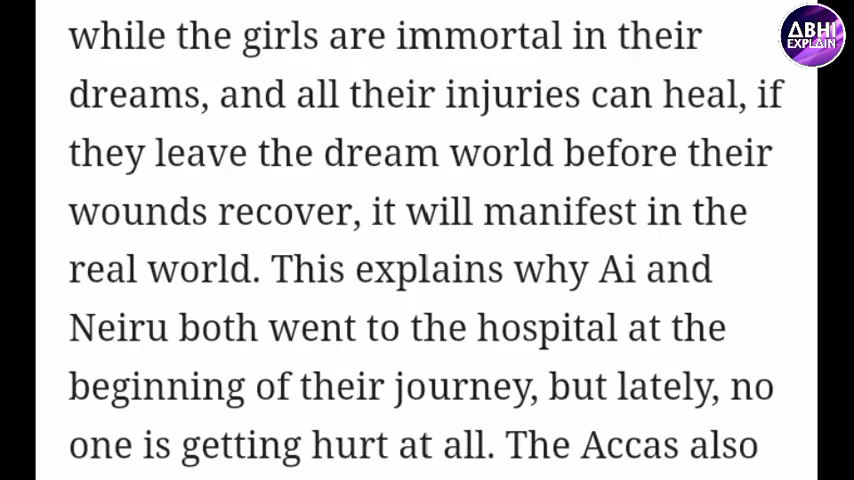 ABHI
EXPLAIN
while the girls are immortal in their
dreams, and all their injuries can heal, if
they leave the dream world before their
wounds recover, it will manifest in the
real world. This explains why Ai and
Neiru both went to the hospital at the
beginning of their journey, but lately, no
one is getting hurt at all. The Accas also